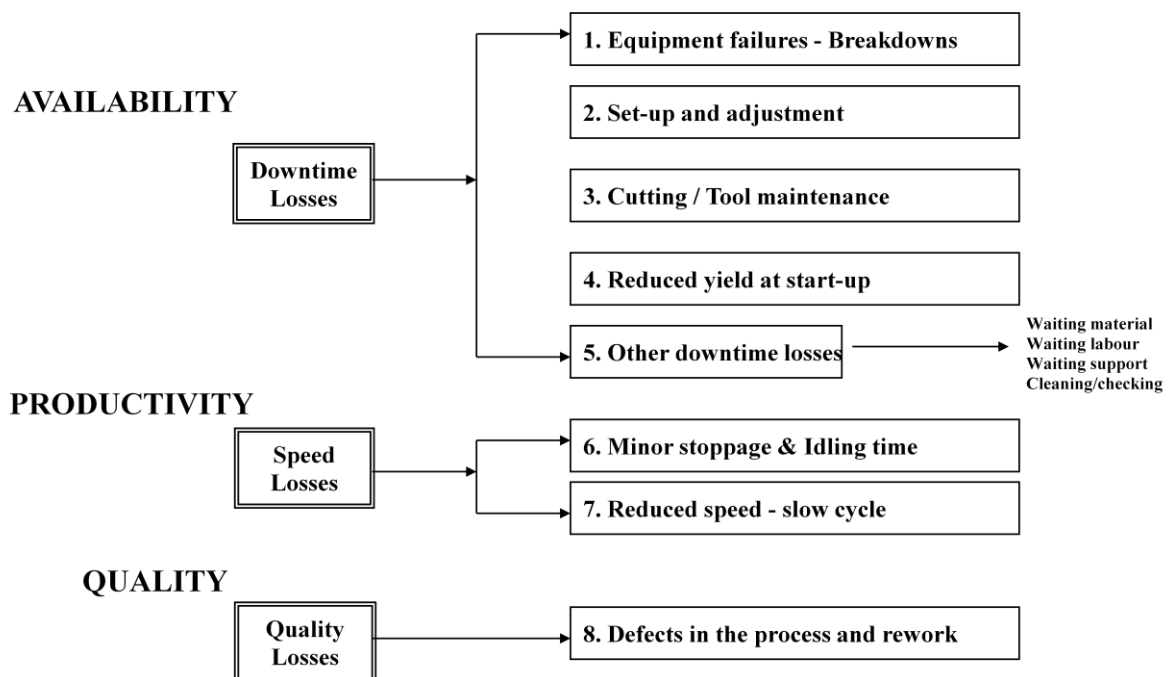 AVAILABILITY
Downtime
Losses
1. Equipment failures - Breakdowns
2. Set-up and adjustment
3. Cutting / Tool maintenance
4. Reduced yield at start-up
5. Other downtime losses
Waiting material
Waiting labour
Waiting support
Cleaning/checking
PRODUCTIVITY
Speed
Losses
6. Minor stoppage & Idling time
7. Reduced speed - slow cycle
QUALITY
Quality
Losses
8. Defects in the process and rework